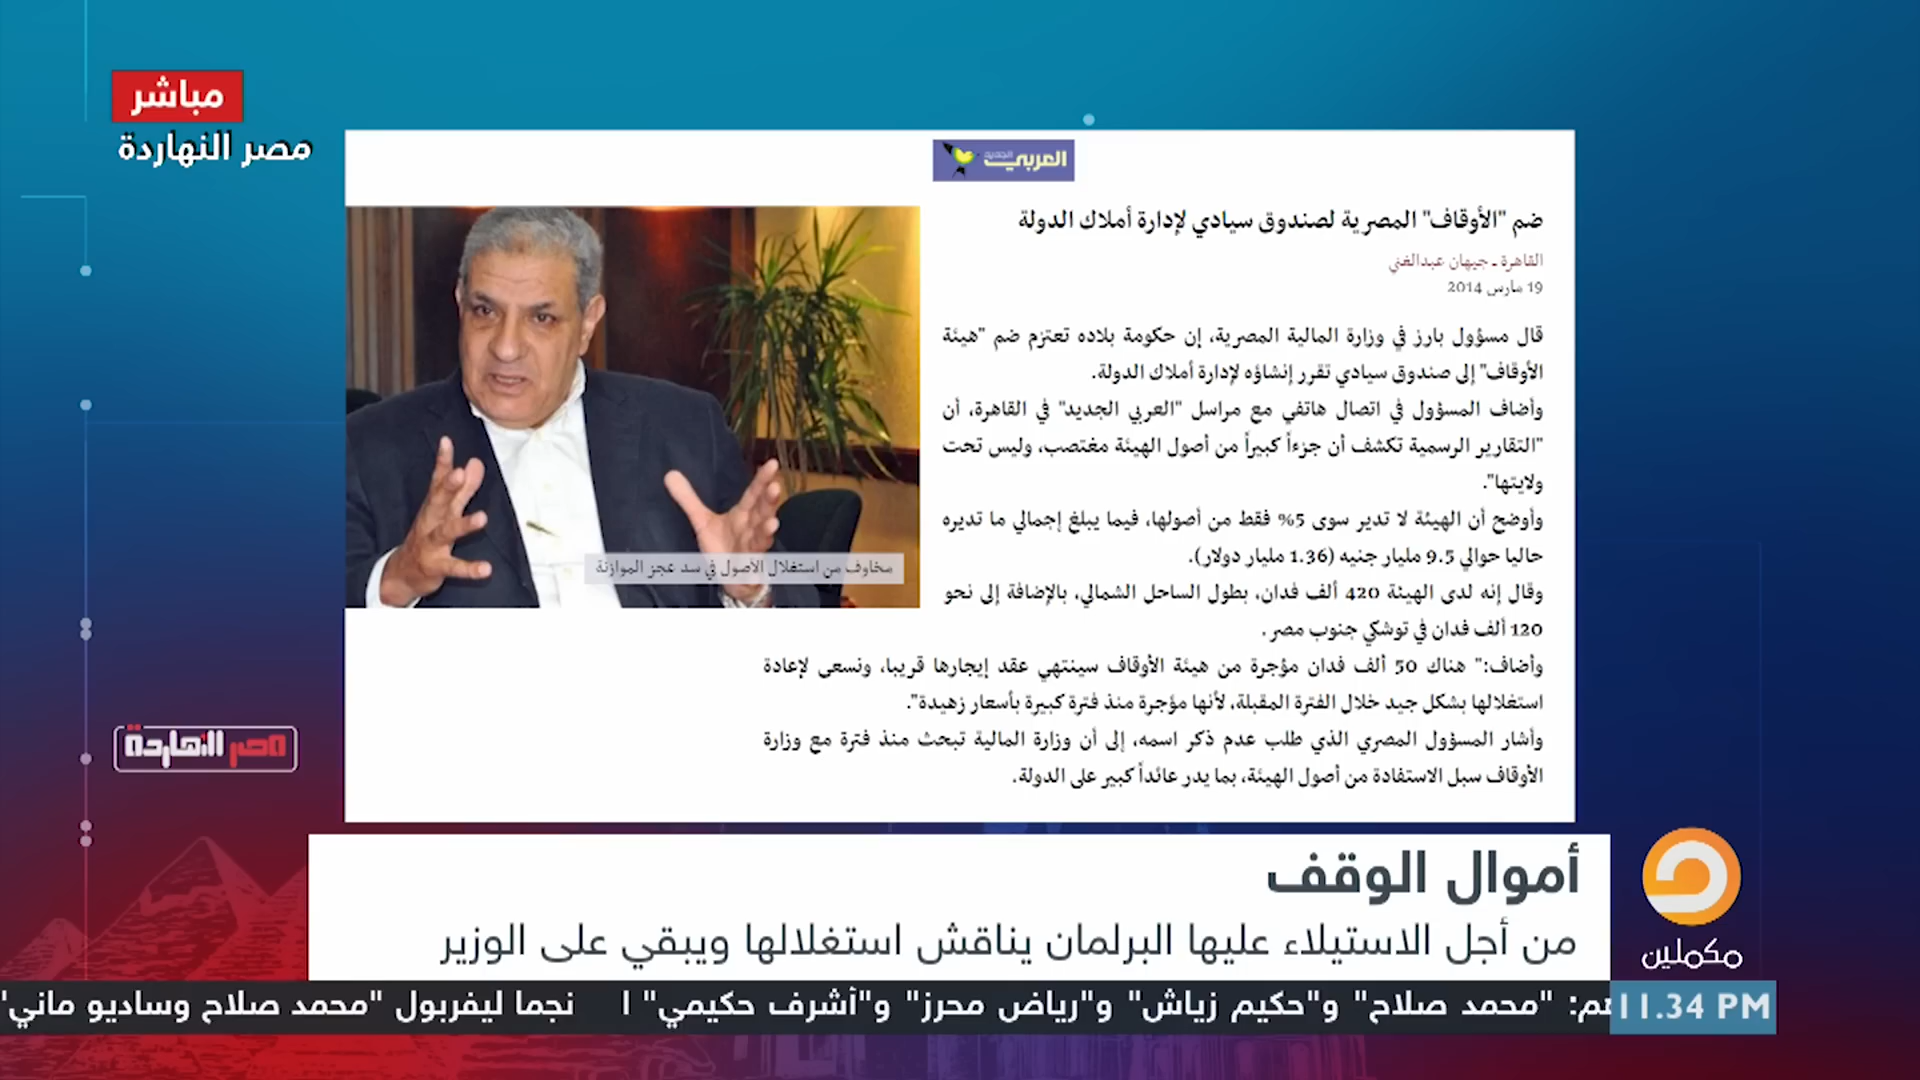 مباشر
مصر النهاردة
العربي الجديد
ضم "الأوقاف" المصرية لصندوق سيادي لإدارة أملاك الدولة
القاهرة ـ جيهان عبدالغني
19 مارس 2014
قال مسؤول بارز في وزارة المالية المصرية، إن حكومة بلاده تعتزم ضم "هيئة
الأوقاف" إلى صندوق سيادي تقرر إنشاؤه لإدارة أملاك الدولة.
وأضاف المسؤول في اتصال هاتفي مع مراسل "العربي الجديد" في القاهرة، أن
"التقارير الرسمية تكشف أن جزءاً كبيراً من أصول الهيئة مغتصب، وليس تحت
ولايتها".
وأوضح أن الهيئة لا تدير سوى 5% فقط من أصولها، فيما يبلغ إجمالي ما تديره
حاليا حوالي 9.5 مليار جنيه (1.36 مليار دولار).
وقال إنه لدى الهيئة 420 ألف فدان، بطول الساحل الشمالي، بالإضافة إلى نحو
120 ألف فدان في توشكي جنوب مصر .
وأضاف:" هناك 50 ألف فدان مؤجرة من هيئة الأوقاف سينتهي عقد إيجارها قريبا، ونسعى لإعادة
استغلالها بشكل جيد خلال الفترة المقبلة، لأنها مؤجرة منذ فترة كبيرة بأسعار زهيدة".
وأشار المسؤول المصري الذي طلب عدم ذكر اسمه، إلى أن وزارة المالية تبحث منذ فترة مع وزارة
الأوقاف سبل الاستفادة من أصول الهيئة، بما يدر عائداً كبير على الدولة.
مخاوف من استغلال الأصول في سد عجز الموازنة
مصر النهاردة
أموال الوقف
من أجل الاستيلاء عليها البرلمان يناقش استغلالها ويبقي على الوزير
مكملين
هم: "محمد صلاح" و"حكيم زياش" و"رياض محرز" و"أشرف حكيمي" ا نجما ليفربول "محمد صلاح وساديو ماني"
11.34 PM